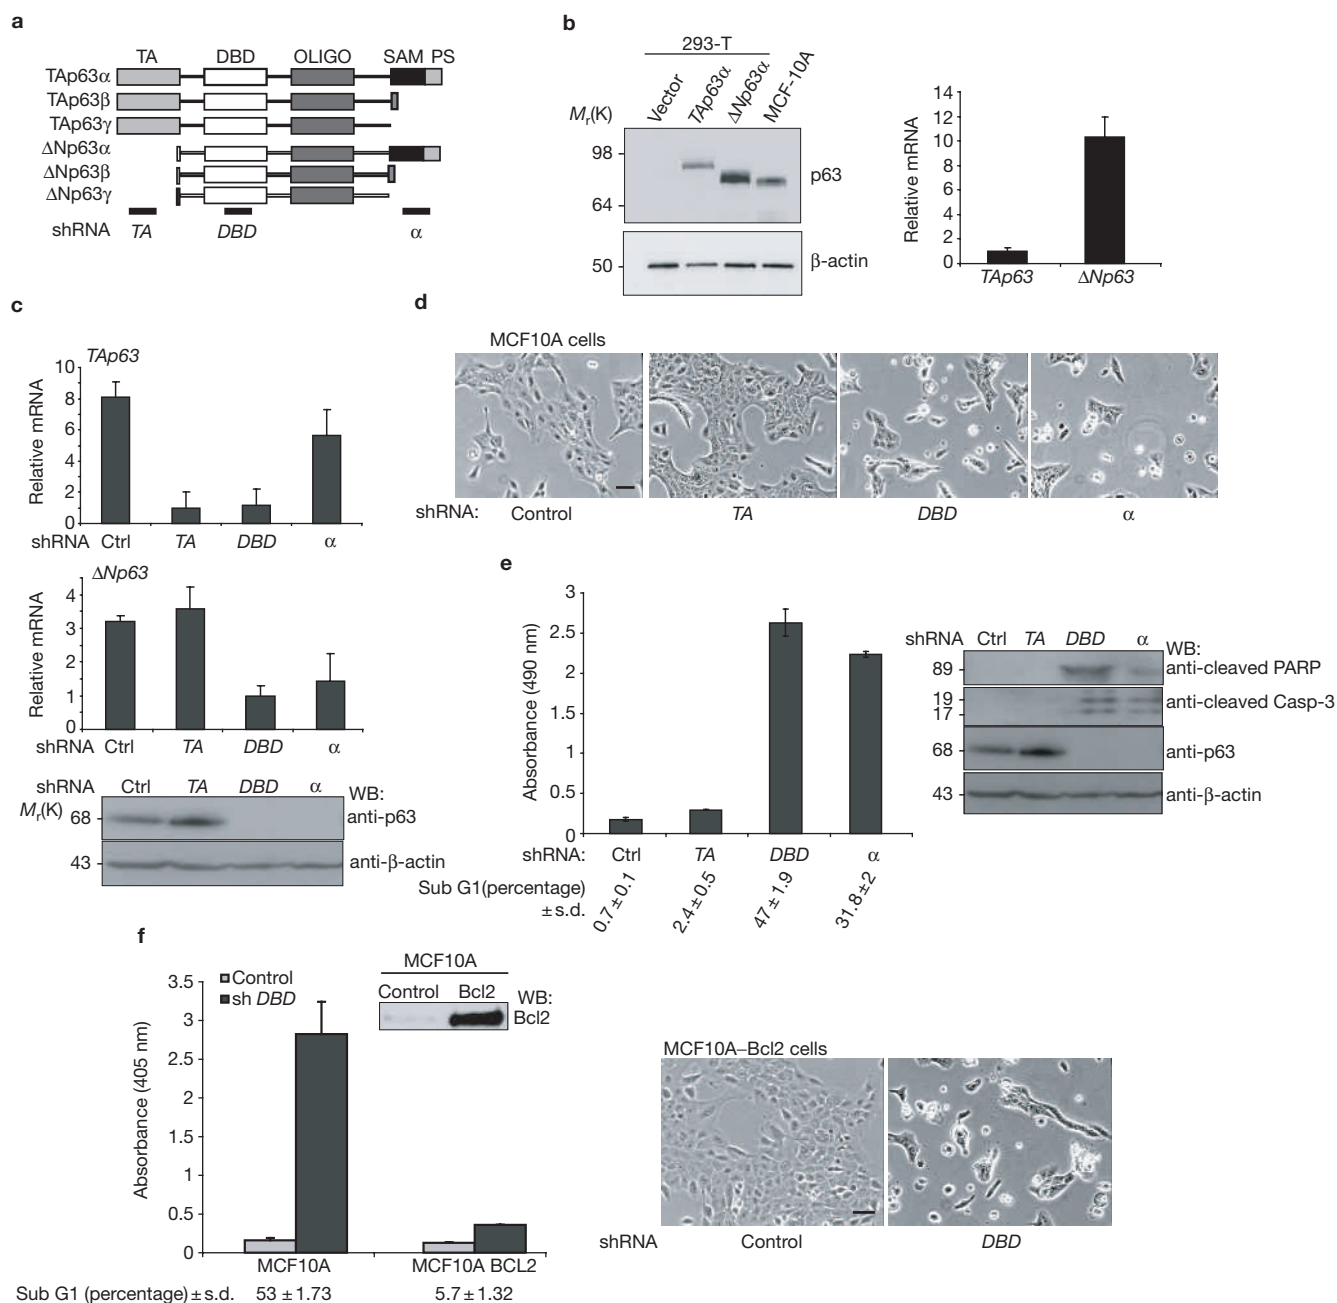 a
TA DBD OLIGO SAM PS
TAp63α
TAp63β
TAp63γ
ΔNp63α
ΔNp63β
ΔNp63γ
shRNA TA DBD α
b
293-T
Vector TAp63α ΔNp63α MCF-10A
Mr(K)
98
64
50
p63
β-actin
Relative mRNA
14
12
10
8
6
4
2
0
TAp63 ΔNp63
c
TAp63
Relative mRNA
10
8
6
4
2
0
shRNA Ctrl TA DBD α
ΔNp63
Relative mRNA
4
3
2
1
0
shRNA Ctrl TA DBD α
shRNA Ctrl TA DBD α
WB:
Mr(K) 68 anti-p63
43 anti-β-actin
d
MCF10A cells
shRNA: Control TA DBD α
e
Absorbance (490 nm)
3
2.5
2
1.5
1
0.5
0
shRNA: Ctrl TA DBD α
Sub G1(percentage)
± s.d.
0.7 ± 0.1 2.4 ± 0.5 47 ± 1.9 31.8 ± 2
shRNA Ctrl TA DBD α
WB:
89 anti-cleaved PARP
19 anti-cleaved Casp-3
17
68 anti-p63
43 anti-β-actin
f
Control
sh DBD
Absorbance (405 nm)
3.5
3
2.5
2
1.5
1
0.5
0
MCF10A MCF10A BCL2
Sub G1 (percentage) ± s.d. 53 ± 1.73 5.7 ± 1.32
MCF10A
Control Bcl2
WB:
Bcl2
MCF10A–Bcl2 cells
shRNA Control DBD